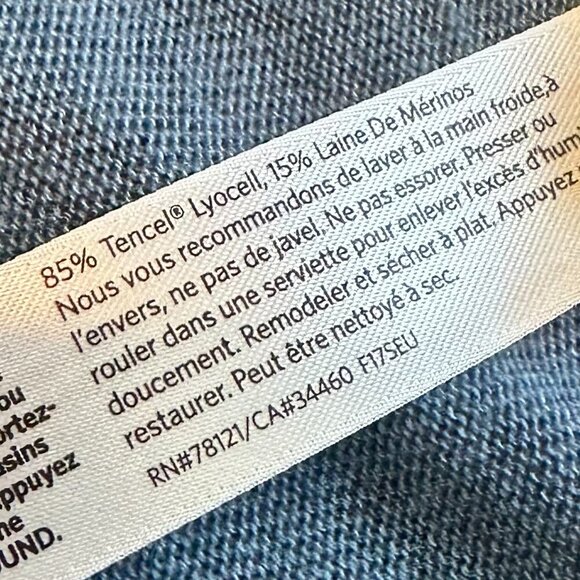 85% Tencel® Lyocell, 15% Laine De Mérinos
Nous vous recommandons de laver à la main froide,à
l'envers, ne pas de javel. Ne pas essorer. Presser ou
rouler dans une serviette pour enlever l'excès d'hum
doucement. Remodeler et sécher à plat. Appuyez
restaurer. Peut être nettoyé à sec.
RN#78121/CA#34460 F17SEU
ou
ortez-
sins
ppuyez
ne
OUND.